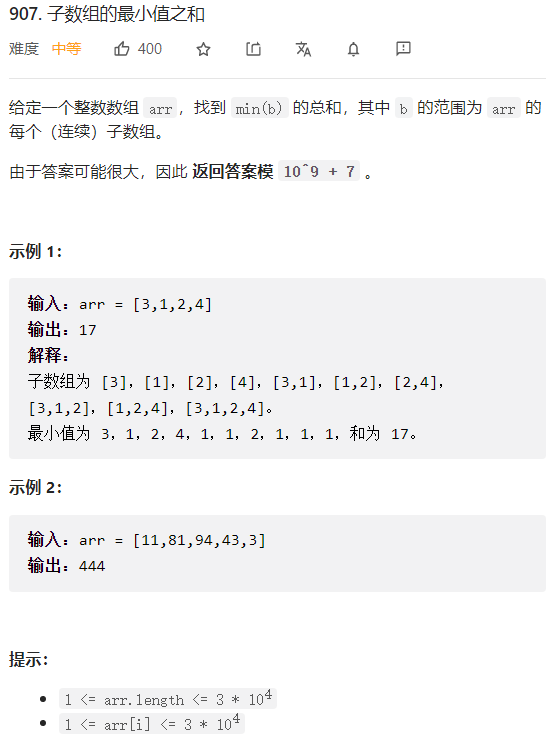 907. 子数组的最小值之和
难度 中等 400
给定一个整数数组 arr，找到 min(b) 的总和，其中 b 的范围为 arr 的
每个（连续）子数组。
由于答案可能很大，因此 返回答案模 10^9 + 7 。
示例 1：
输入：arr = [3,1,2,4]
输出：17
解释：
子数组为 [3]，[1]，[2]，[4]，[3,1]，[1,2]，[2,4]，
[3,1,2]，[1,2,4]，[3,1,2,4]。
最小值为 3，1，2，4，1，1，2，1，1，1，和为 17。
示例 2：
输入：arr = [11,81,94,43,3]
输出：444
提示：
1 <= arr.length <= 3 * 10⁴
1 <= arr[i] <= 3 * 10⁴